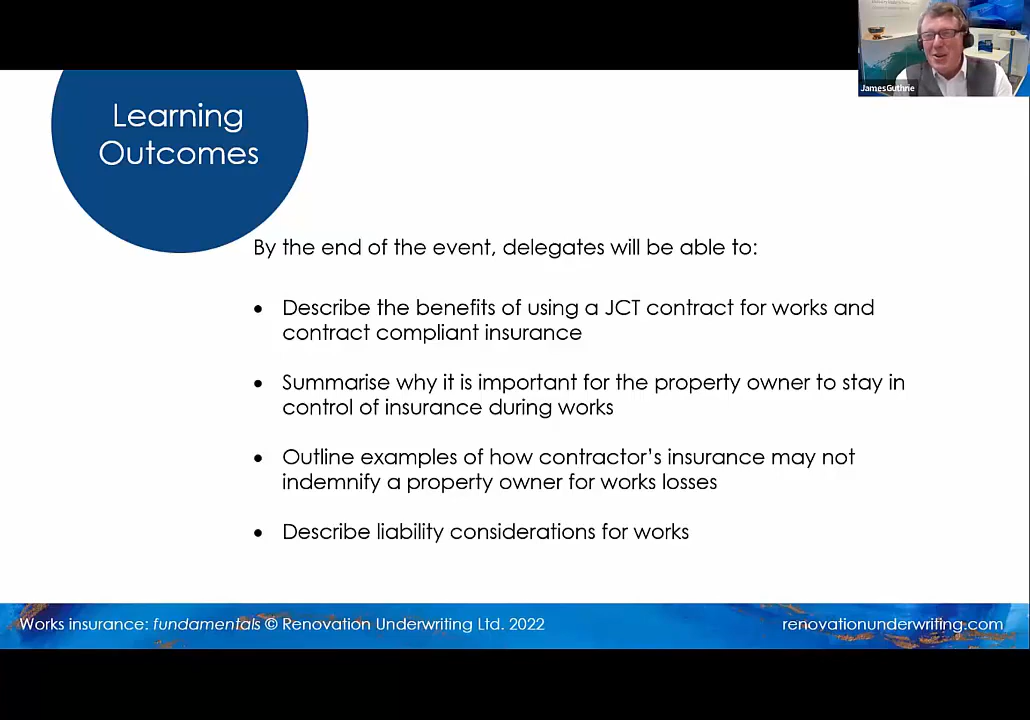 Learning
Outcomes
JamesGuthrie
By the end of the event, delegates will be able to:
• Describe the benefits of using a JCT contract for works and
contract compliant insurance
• Summarise why it is important for the property owner to stay in
control of insurance during works
• Outline examples of how contractor's insurance may not
indemnify a property owner for works losses
• Describe liability considerations for works
Works insurance: fundamentals © Renovation Underwriting Ltd. 2022
renovationunderwriting.com